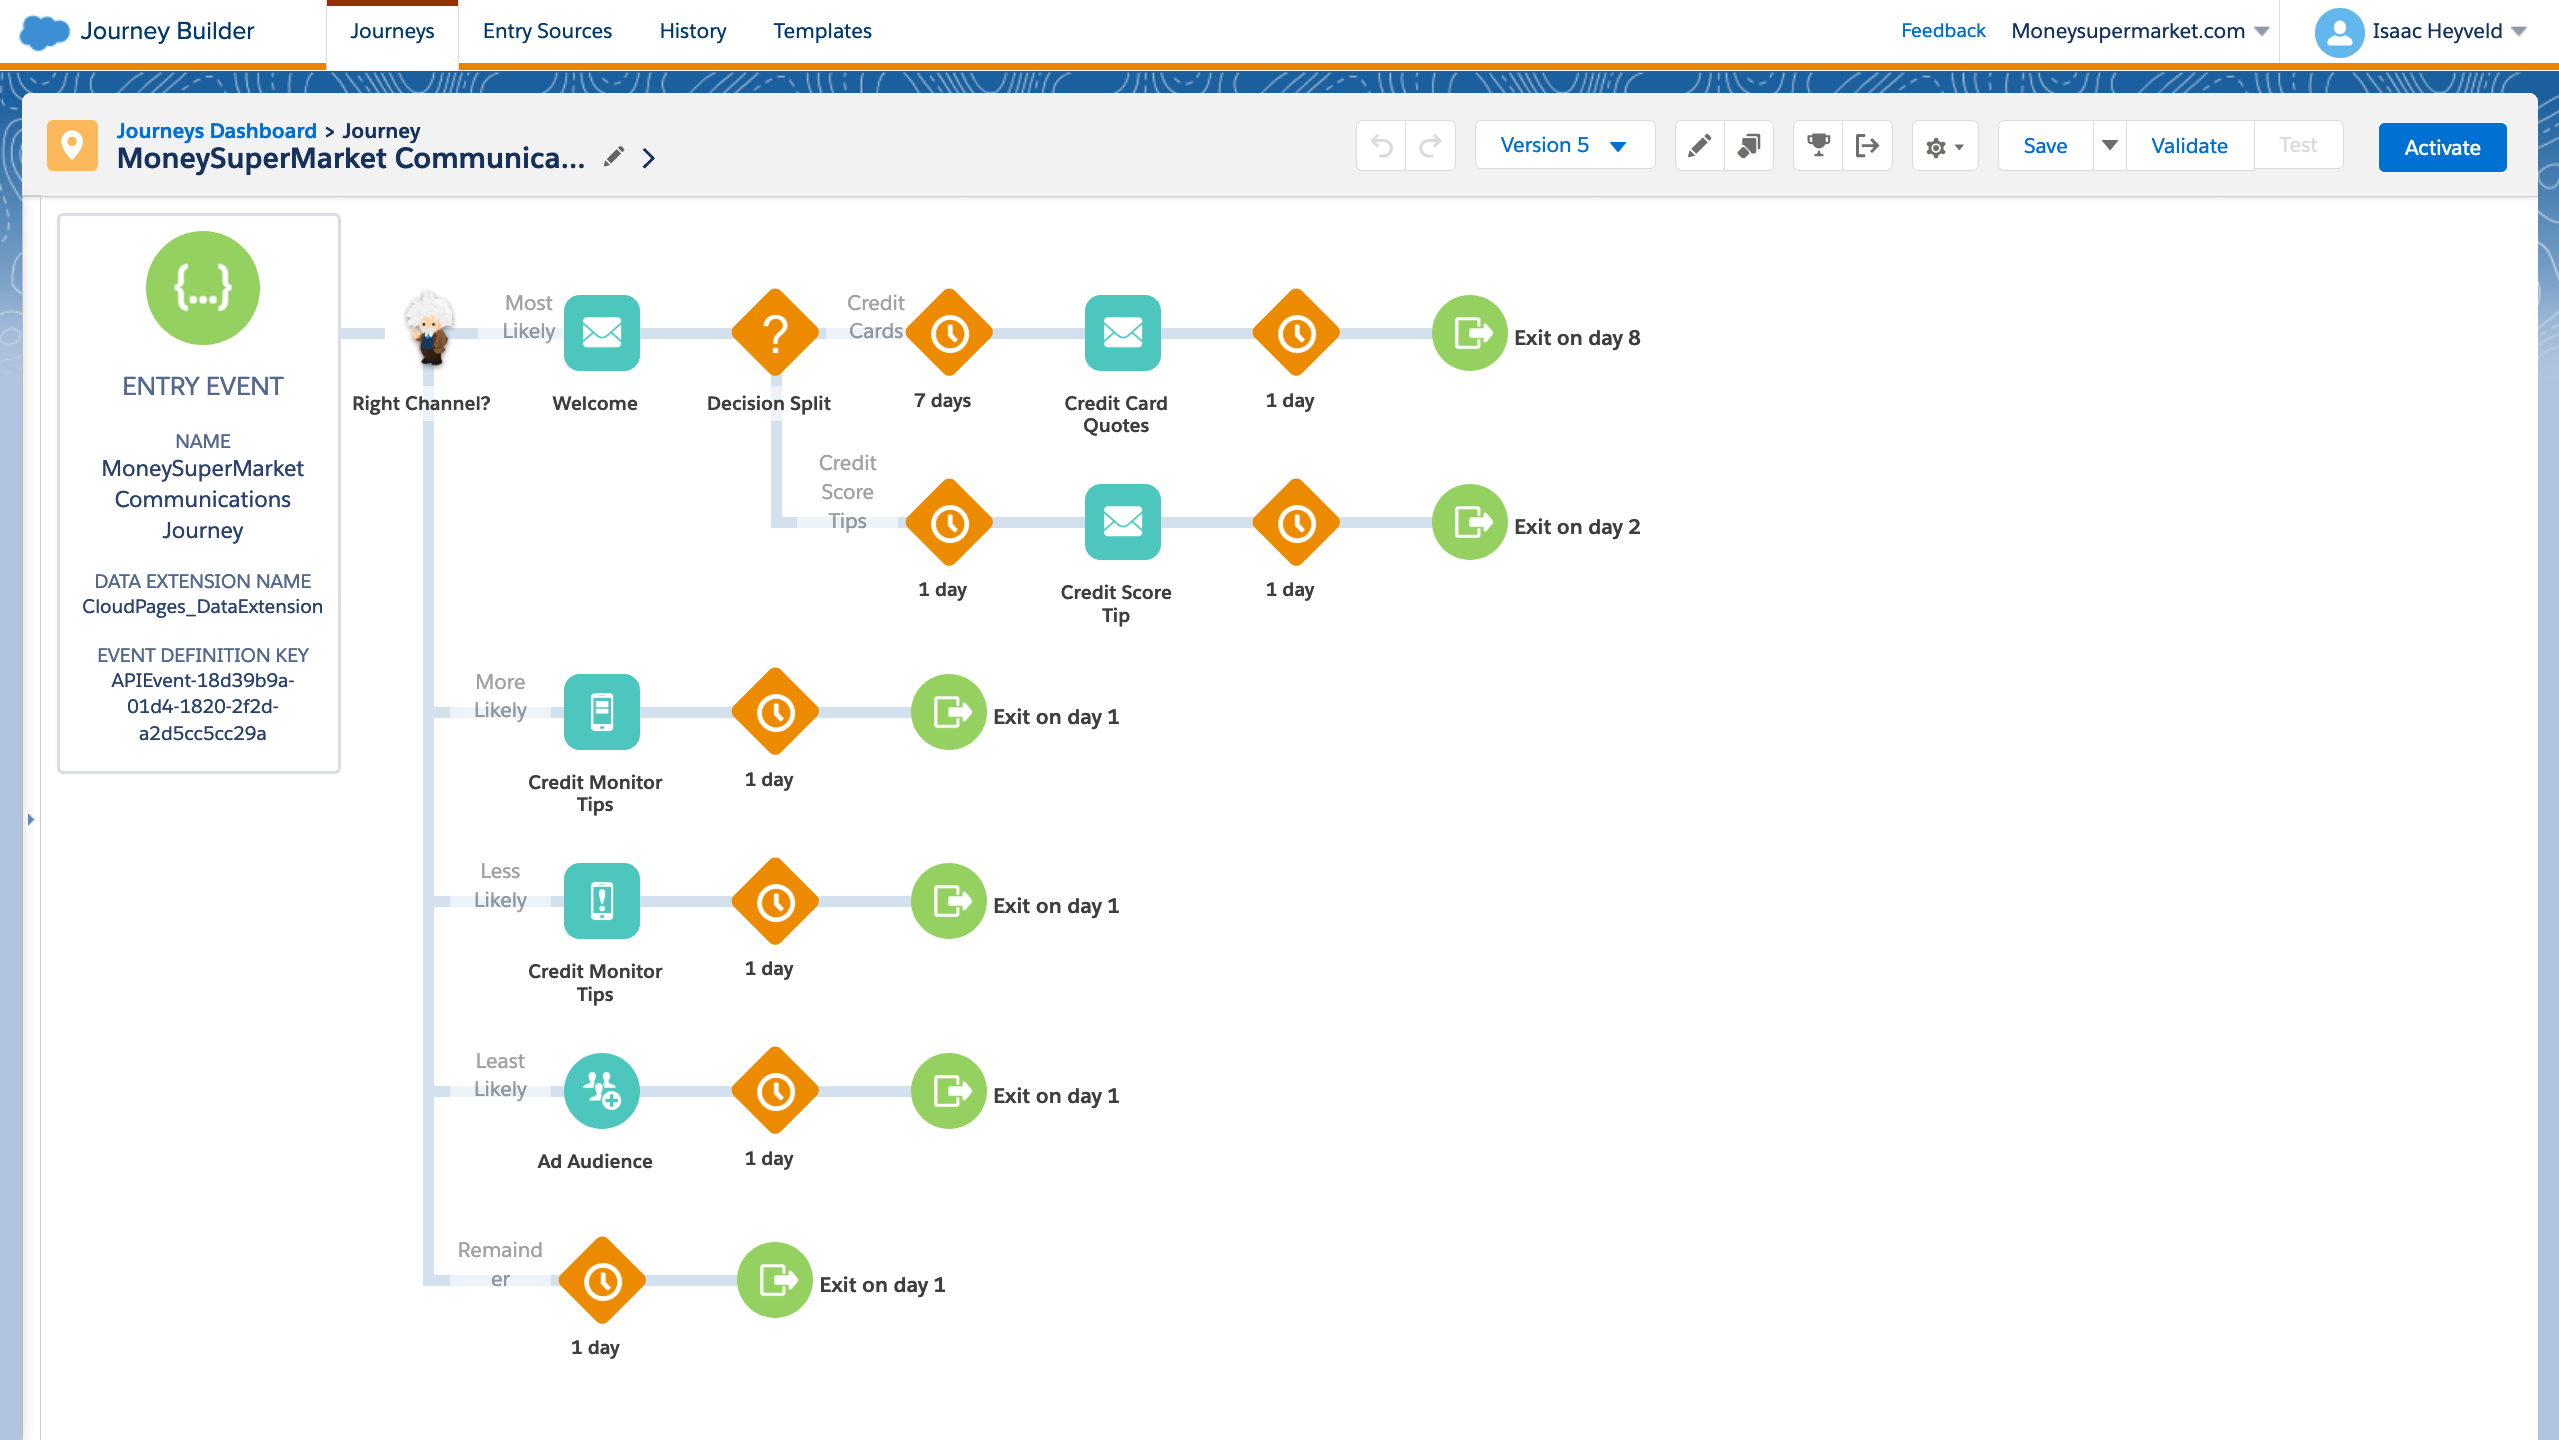 Journey Builder
Journeys
Entry Sources
History
Templates
Feedback
Moneysupermarket.com
Isaac Heyveld
Journeys Dashboard > Journey
MoneySuperMarket Communica...
Version 5
Save
Validate
Test
Activate
{...}
ENTRY EVENT
NAME
MoneySuperMarket
Communications
Journey
DATA EXTENSION NAME
CloudPages_DataExtension
EVENT DEFINITION KEY
APIEvent-18d39b9a-
01d4-1820-2f2d-
a2d5cc5cc29a
Right Channel?
Most
Likely
Welcome
?
Decision Split
Credit
Cards
7 days
Credit Card
Quotes
1 day
Exit on day 8
Credit
Score
Tips
1 day
Credit Score
Tip
1 day
Exit on day 2
More
Likely
Credit Monitor
Tips
1 day
Exit on day 1
Less
Likely
Credit Monitor
Tips
1 day
Exit on day 1
Least
Likely
Ad Audience
1 day
Exit on day 1
Remaind
er
1 day
Exit on day 1